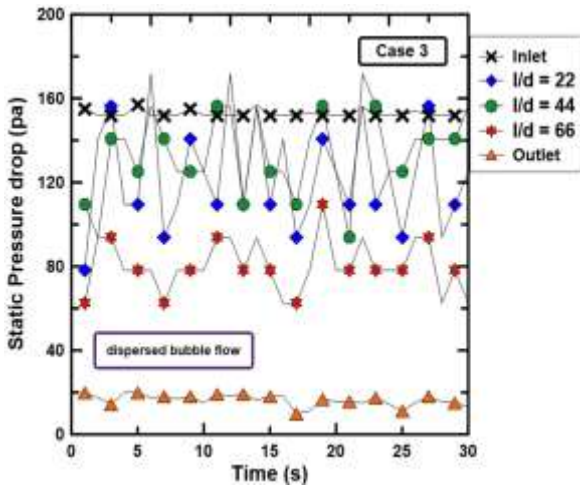 200
160
120
80
40
0
Static Pressure drop (pa)
Case 3
dispersed bubble flow
0 5 10 15 20 25 30
Time (s)
Inlet
l/d = 22
l/d = 44
l/d = 66
Outlet